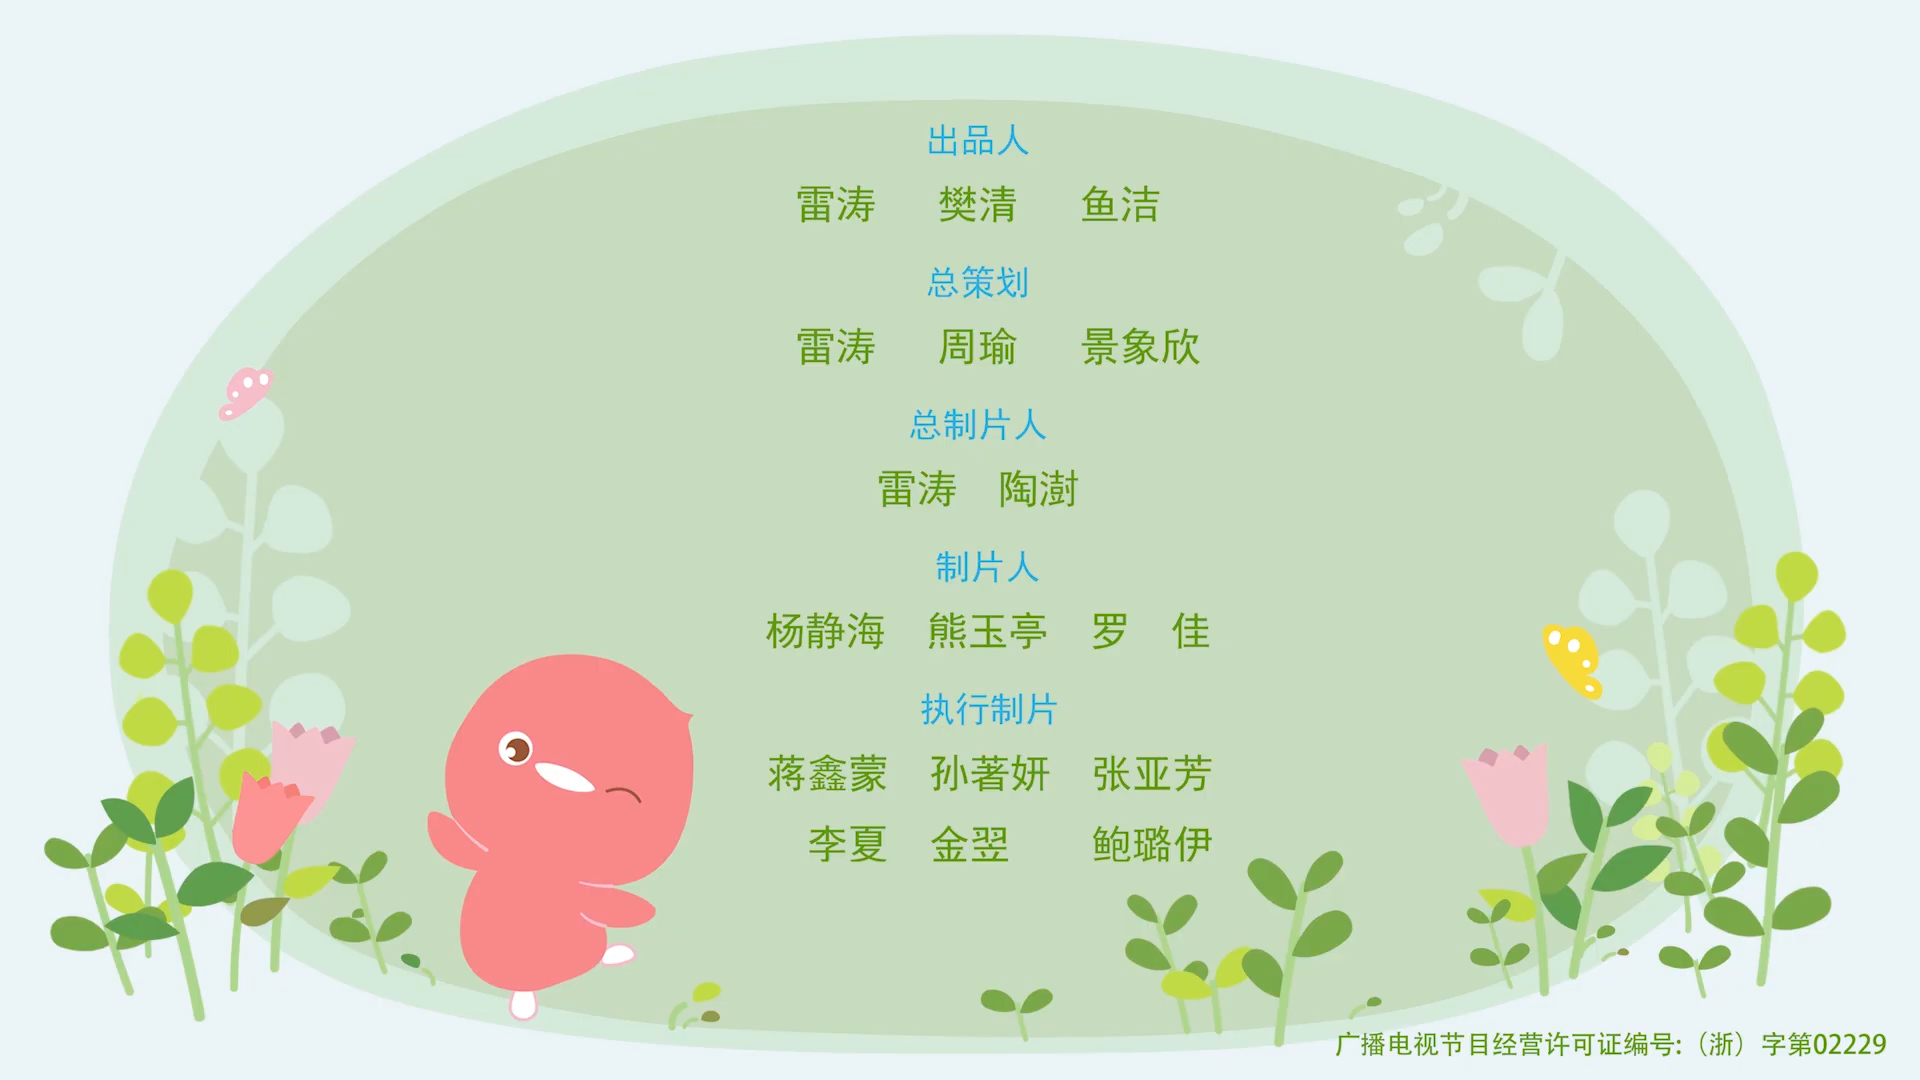 出品人
雷涛 樊清 鱼洁
总策划
雷涛 周瑜 景象欣
总制片人
雷涛 陶澍
制片人
杨静海 熊玉亭 罗 佳
执行制片
蒋鑫蒙 孙著妍 张亚芳
李夏 金翌 鲍璐伊
广播电视节目经营许可证编号:（浙）字第02229